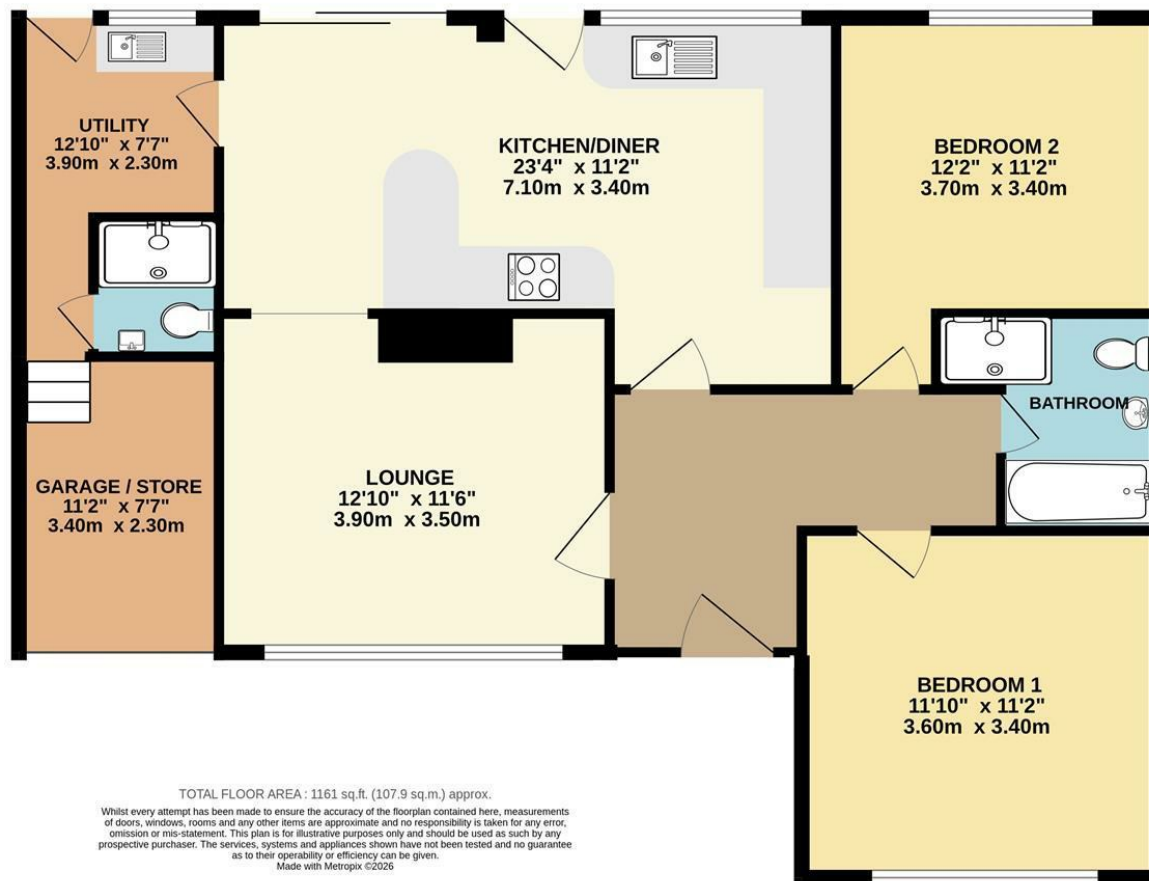 UTILITY
12'10" x 7'7"
3.90m x 2.30m
KITCHEN/DINER
23'4" x 11'2"
7.10m x 3.40m
BEDROOM 2
12'2" x 11'2"
3.70m x 3.40m
BATHROOM
LOUNGE
12'10" x 11'6"
3.90m x 3.50m
GARAGE / STORE
11'2" x 7'7"
3.40m x 2.30m
BEDROOM 1
11'10" x 11'2"
3.60m x 3.40m
TOTAL FLOOR AREA : 1161 sq.ft. (107.9 sq.m.) approx.
Whilst every attempt has been made to ensure the accuracy of the floorplan contained here, measurements
of doors, windows, rooms and any other items are approximate and no responsibility is taken for any error,
omission or mis-statement. This plan is for illustrative purposes only and should be used as such by any
prospective purchaser. The services, systems and appliances shown have not been tested and no guarantee
as to their operability or efficiency can be given.
Made with Metropix ©2026